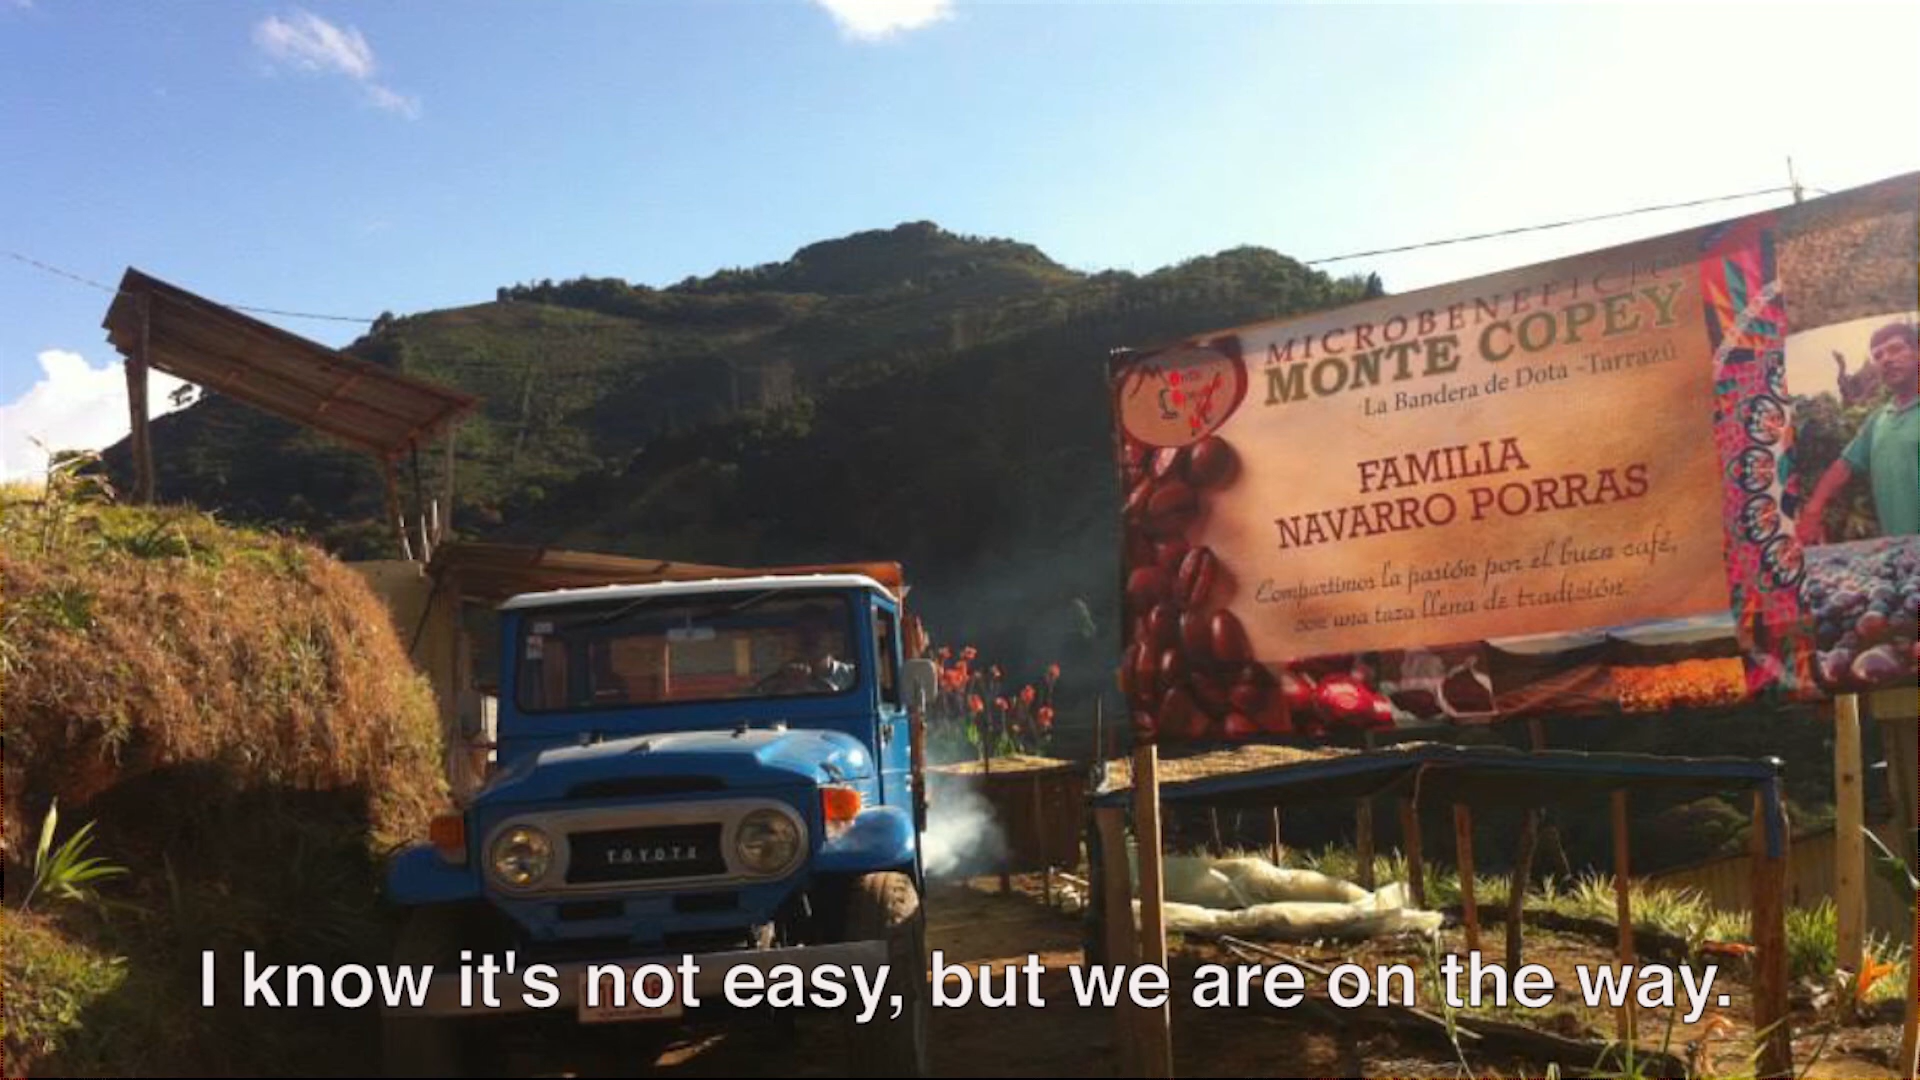 MICROBENEFICIO
MONTE COPEY
La Bandera de Dota - Tarrazú
FAMILIA
NAVARRO PORRAS
Compartimos la pasión por el buen café,
con una taza llena de tradición.
TOYOTA
I know it's not easy, but we are on the way.